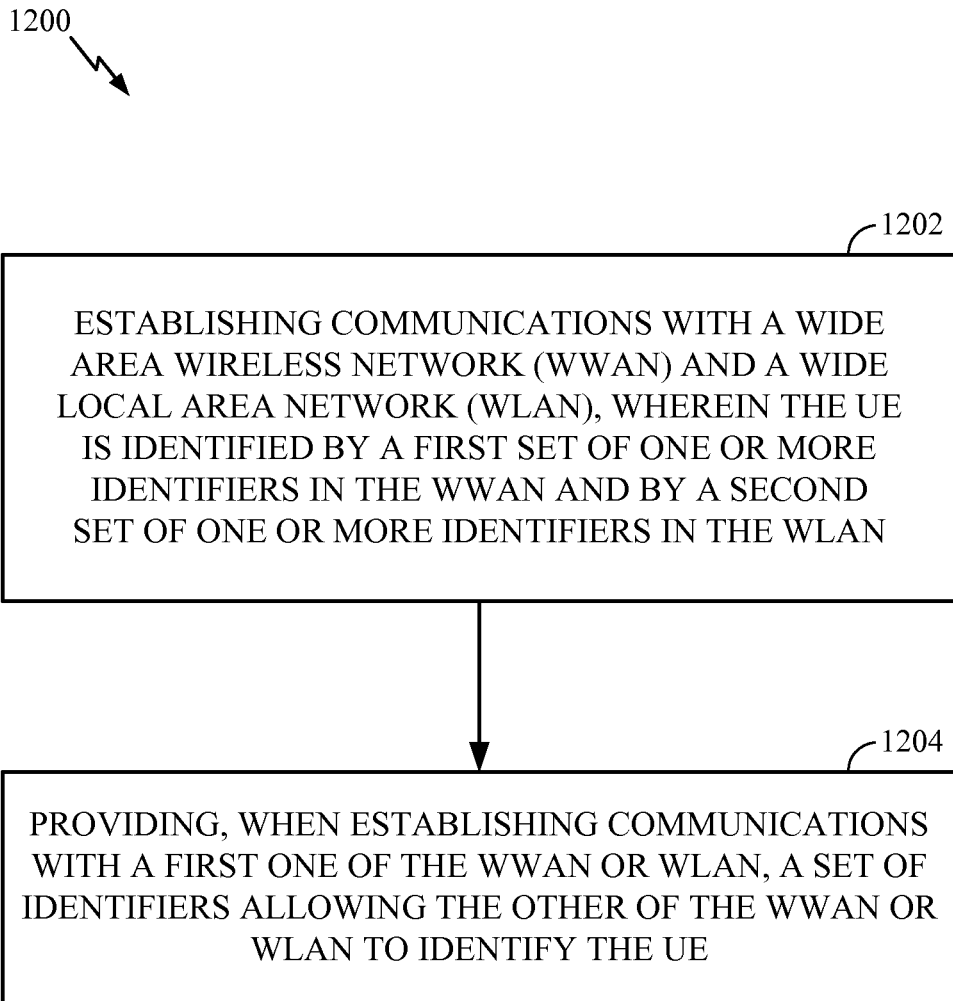 1200
1202
ESTABLISHING COMMUNICATIONS WITH A WIDE
AREA WIRELESS NETWORK (WWAN) AND A WIDE
LOCAL AREA NETWORK (WLAN), WHEREIN THE UE
IS IDENTIFIED BY A FIRST SET OF ONE OR MORE
IDENTIFIERS IN THE WWAN AND BY A SECOND
SET OF ONE OR MORE IDENTIFIERS IN THE WLAN
1204
PROVIDING, WHEN ESTABLISHING COMMUNICATIONS
WITH A FIRST ONE OF THE WWAN OR WLAN, A SET OF
IDENTIFIERS ALLOWING THE OTHER OF THE WWAN OR
WLAN TO IDENTIFY THE UE